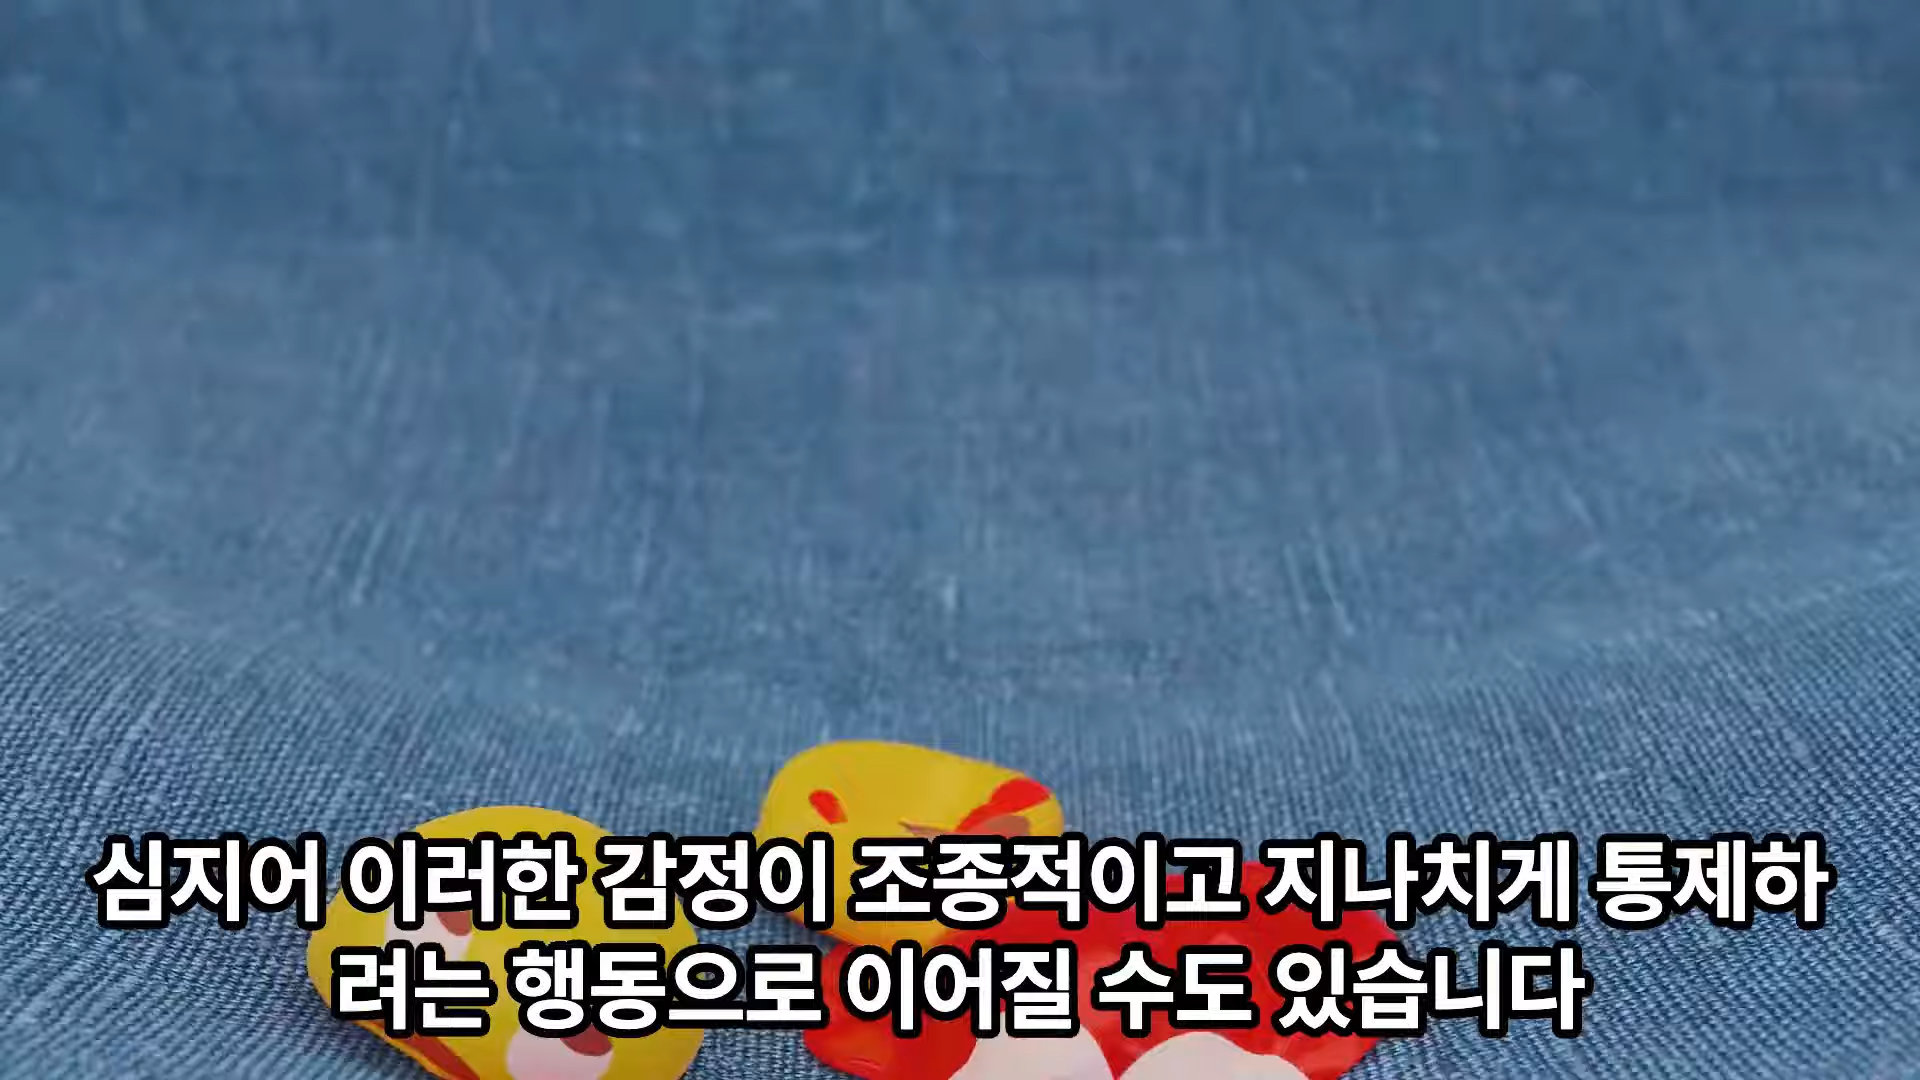 심지어 이러한 감정이 조종적이고 지나치게 통제하
려는 행동으로 이어질 수도 있습니다